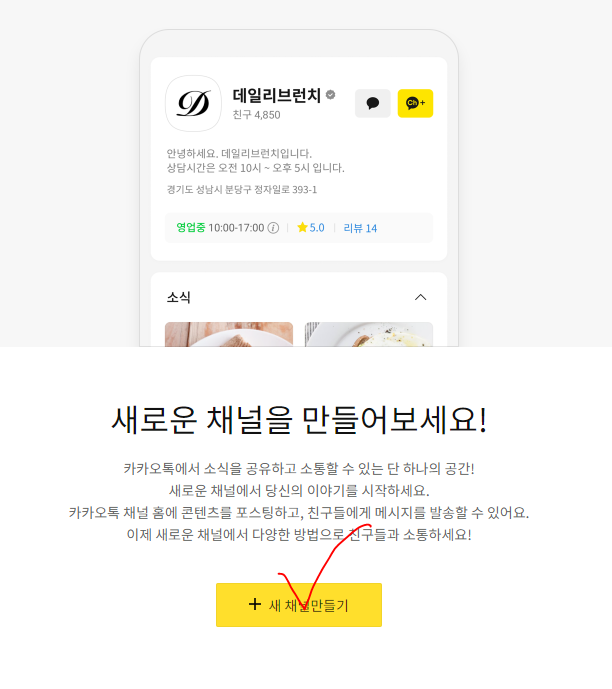 D
데일리브런치
친구 4,850
Ch+
안녕하세요. 데일리브런치입니다.
상담시간은 오전 10시 ~ 오후 5시 입니다.
경기도 성남시 분당구 정자일로 393-1
영업중 10:00-17:00 i 5.0 리뷰 14
소식
새로운 채널을 만들어보세요!
카카오톡에서 소식을 공유하고 소통할 수 있는 단 하나의 공간!
새로운 채널에서 당신의 이야기를 시작하세요.
카카오톡 채널 홈에 콘텐츠를 포스팅하고, 친구들에게 메시지를 발송할 수 있어요.
이제 새로운 채널에서 다양한 방법으로 친구들과 소통하세요!
+ 새 채널만들기